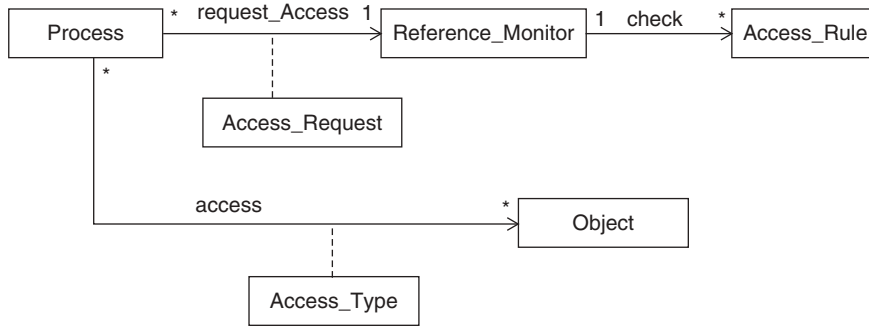 * request_Access 1
1 check *
Process
Reference_Monitor
Access_Rule
*
Access_Request
access *
Object
Access_Type